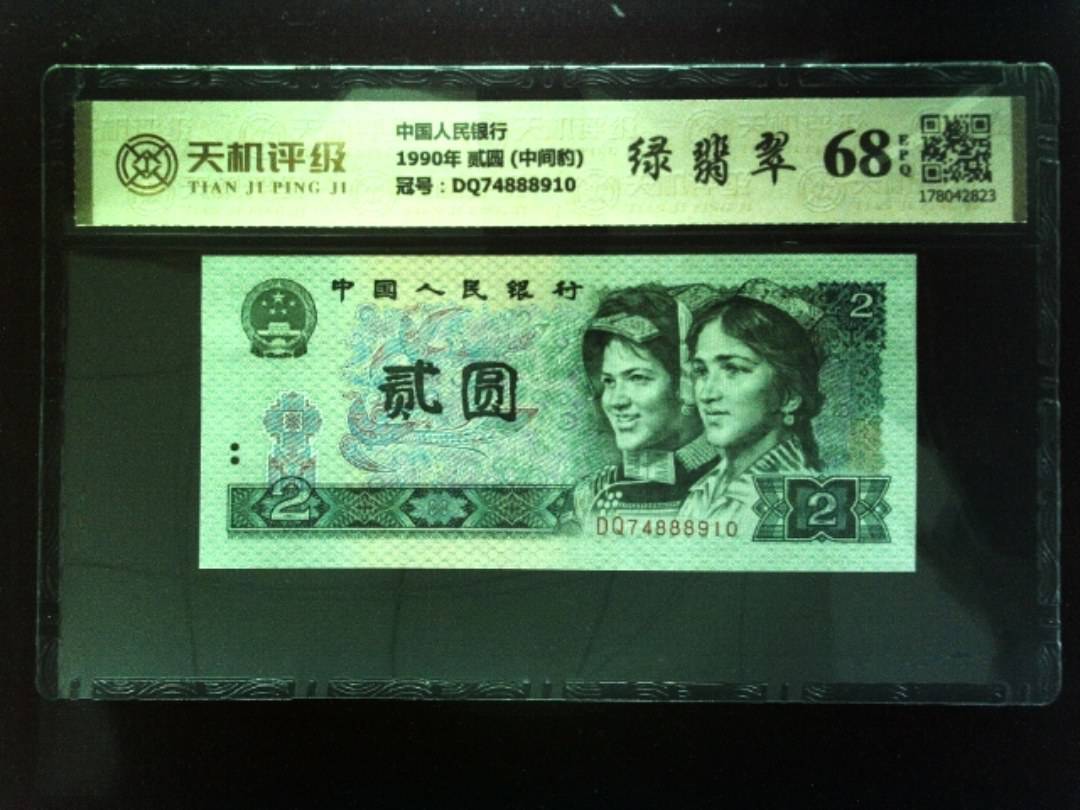 天机评级
TIAN JI PING JI
中国人民银行
1990年 贰圆 (中间豹)
冠号：DQ74888910
绿翡翠
68
EPQ
178042823
中国人民银行
2
贰圆
2
2
DQ74888910